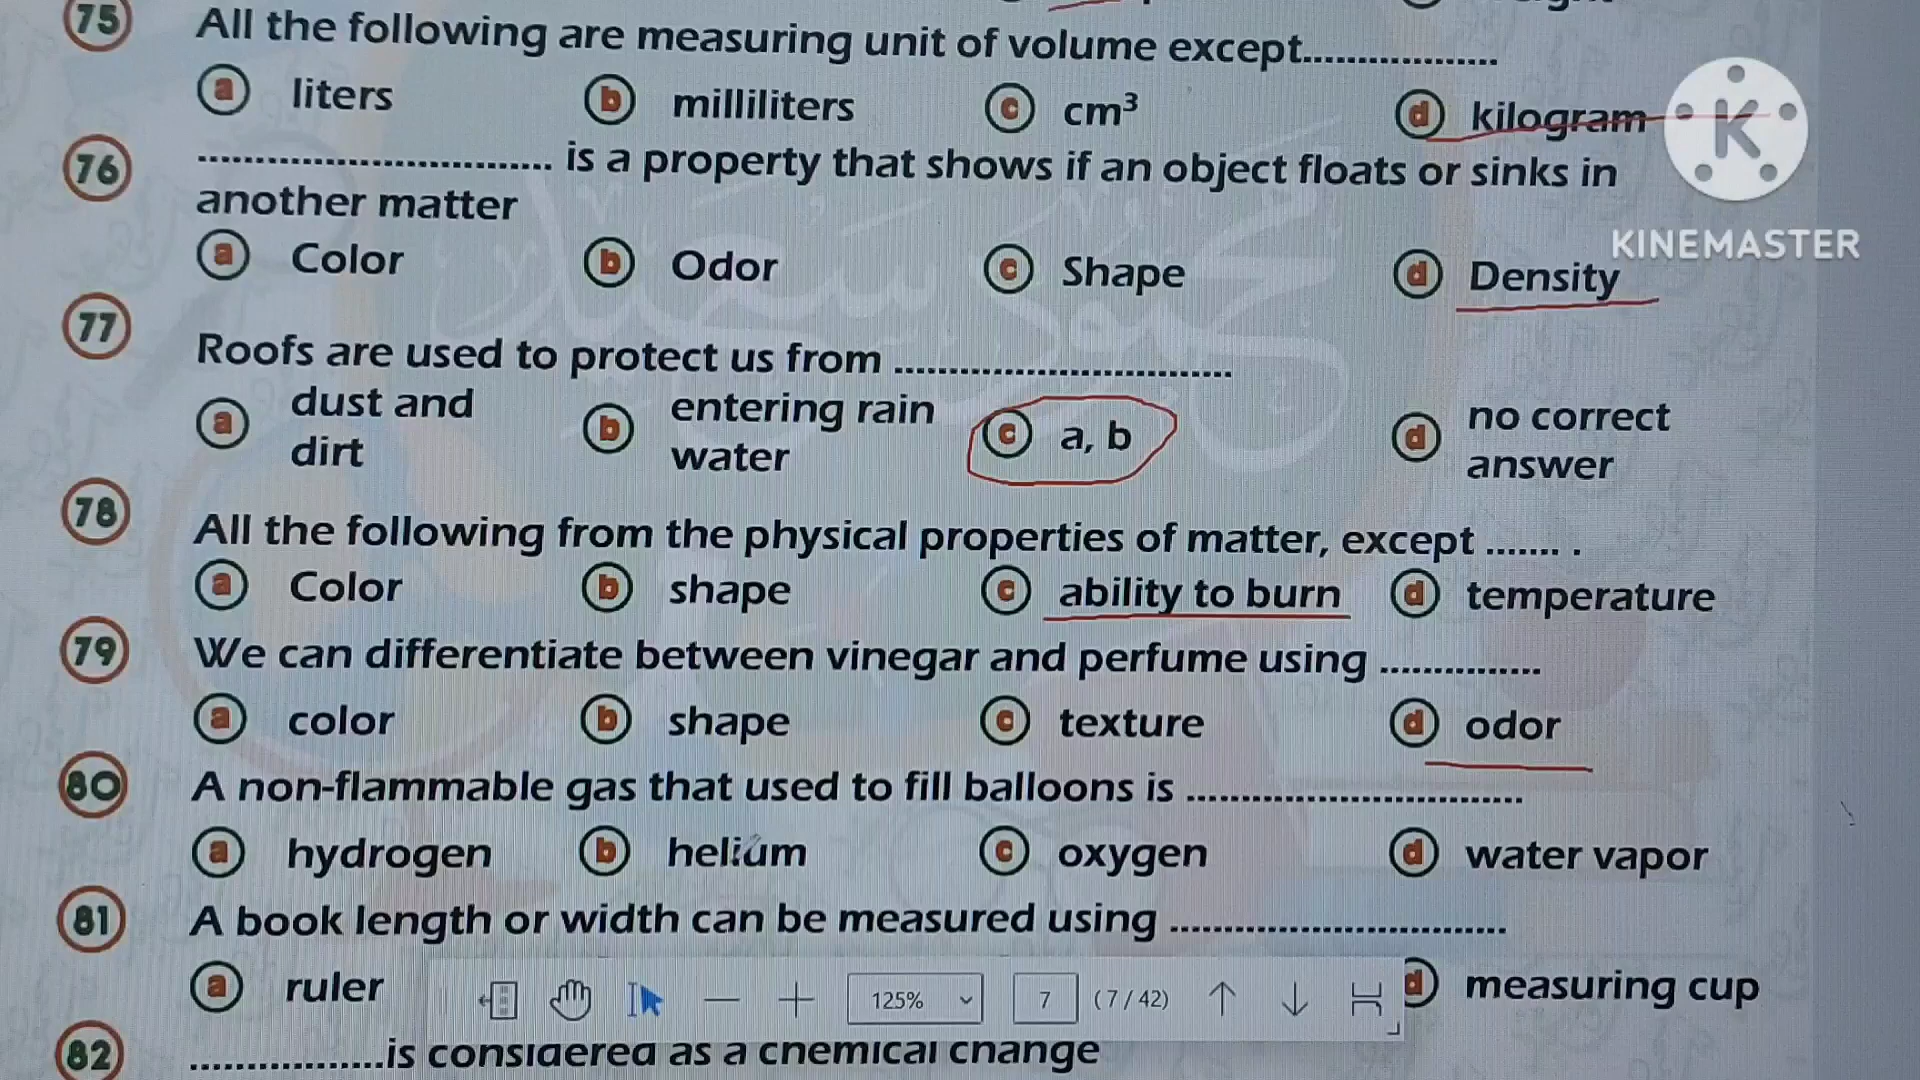 75 All the following are measuring unit of volume except...................
a liters b milliliters c cm³ d kilogram
76 ................................ is a property that shows if an object floats or sinks in
another matter
a Color b Odor c Shape d Density
KINEMASTER
77 Roofs are used to protect us from ...............................
a dust and dirt b entering rain water c a, b d no correct answer
78 All the following from the physical properties of matter, except ....... .
a Color b shape c ability to burn d temperature
79 We can differentiate between vinegar and perfume using ...............
a color b shape c texture d odor
80 A non-flammable gas that used to fill balloons is ...............................
a hydrogen b helium c oxygen d water vapor
81 A book length or width can be measured using ...............................
a ruler d measuring cup
125% 7 (7 / 42)
82 ..................is considered as a chemical change